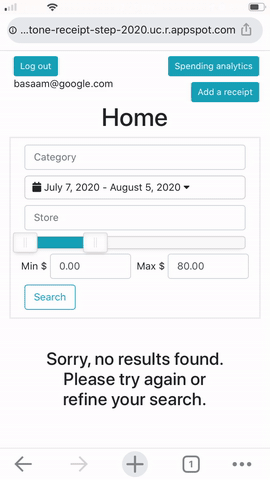 ...tone-receipt-step-2020.uc.r.appspot.com
Log out
Spending analytics
basaam@google.com
Add a receipt
Home
Category
July 7, 2020 - August 5, 2020
Store
Min $ 0.00 Max $ 80.00
Search
Sorry, no results found.
Please try again or
refine your search.
1